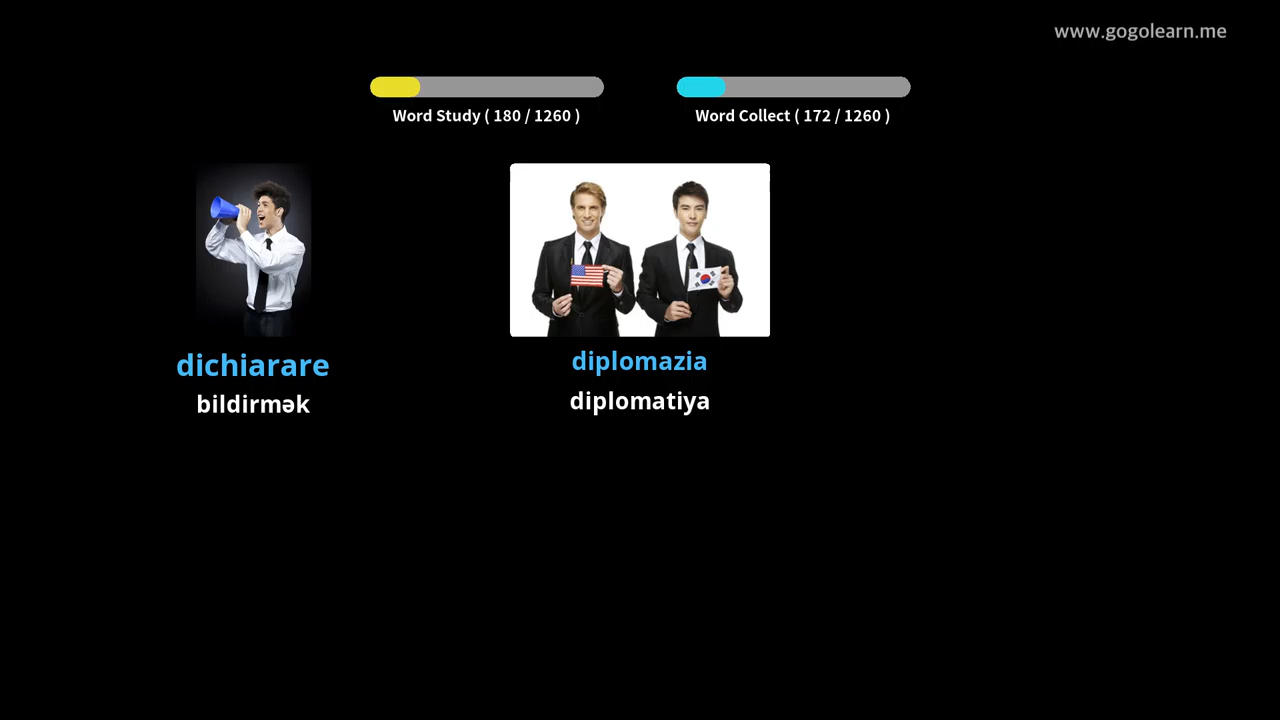 www.gogolearn.me
Word Study ( 180 / 1260 )
Word Collect ( 172 / 1260 )
dichiarare
bildirmək
diplomazia
diplomatiya